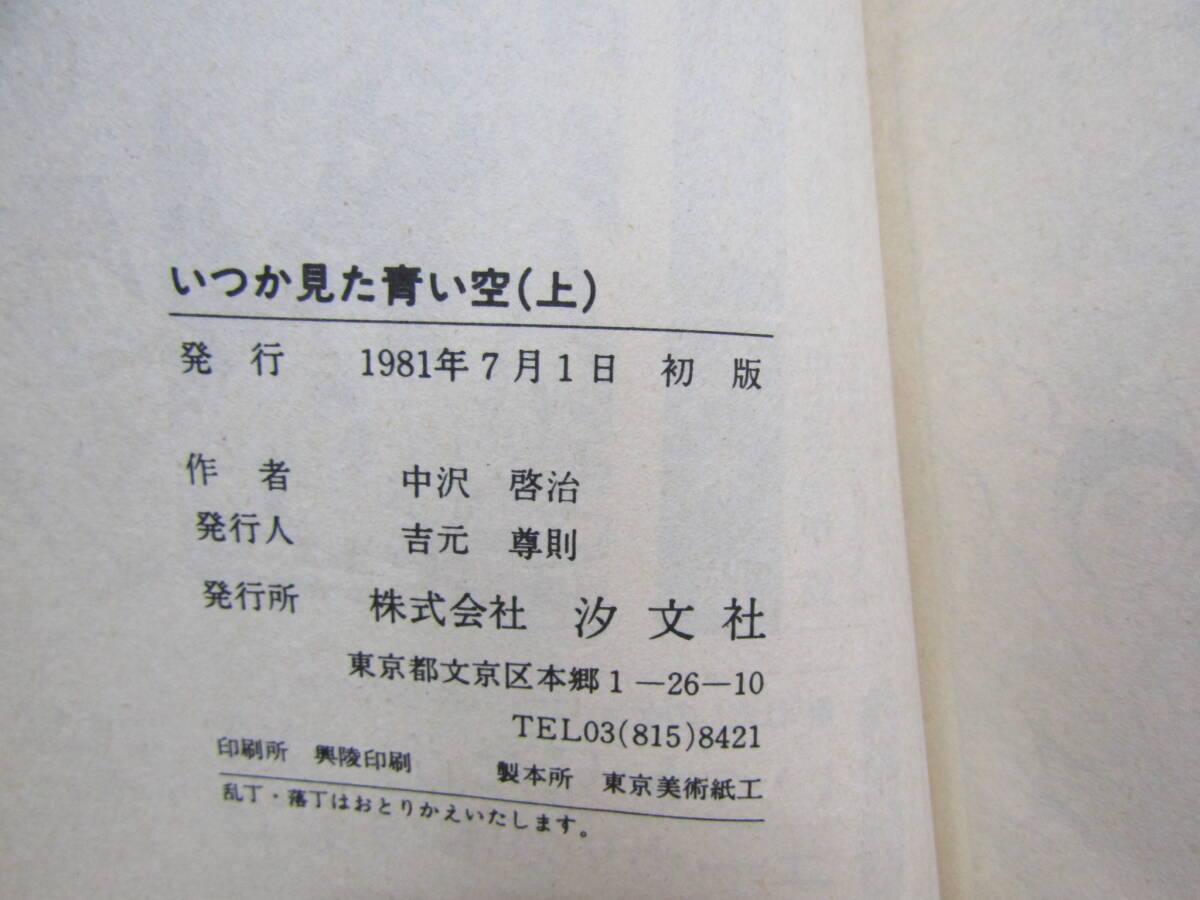 いつか見た青い空(上)
発行 1981年7月1日 初版
作者 中沢 啓治
発行人 吉元 尊則
発行所 株式会社 汐文社
東京都文京区本郷1―26―10
TEL03(815)8421
印刷所 興陵印刷 製本所 東京美術紙工
乱丁・落丁はおとりかえいたします。